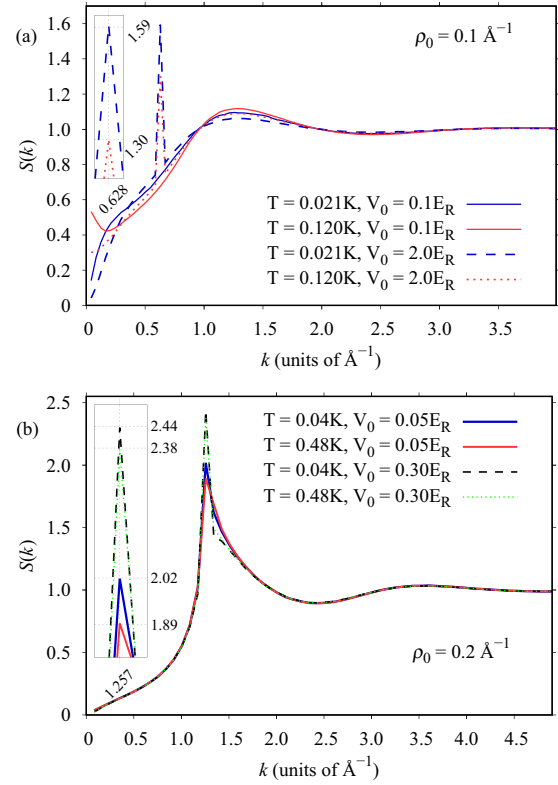 (a)
1.6
1.4
1.2
1.0
0.8
0.6
0.4
0.2
0
S(k)
1.59
1.30
0.628
ρ0 = 0.1 Å−1
T = 0.021K, V0 = 0.1ER
T = 0.120K, V0 = 0.1ER
T = 0.021K, V0 = 2.0ER
T = 0.120K, V0 = 2.0ER
0 0.5 1.0 1.5 2.0 2.5 3.0 3.5
k (units of Å−1)
(b)
2.5
2.0
1.5
1.0
0.5
0
S(k)
2.44
2.38
2.02
1.89
1.257
T = 0.04K, V0 = 0.05ER
T = 0.48K, V0 = 0.05ER
T = 0.04K, V0 = 0.30ER
T = 0.48K, V0 = 0.30ER
ρ0 = 0.2 Å−1
0 0.5 1.0 1.5 2.0 2.5 3.0 3.5 4.0 4.5
k (units of Å−1)